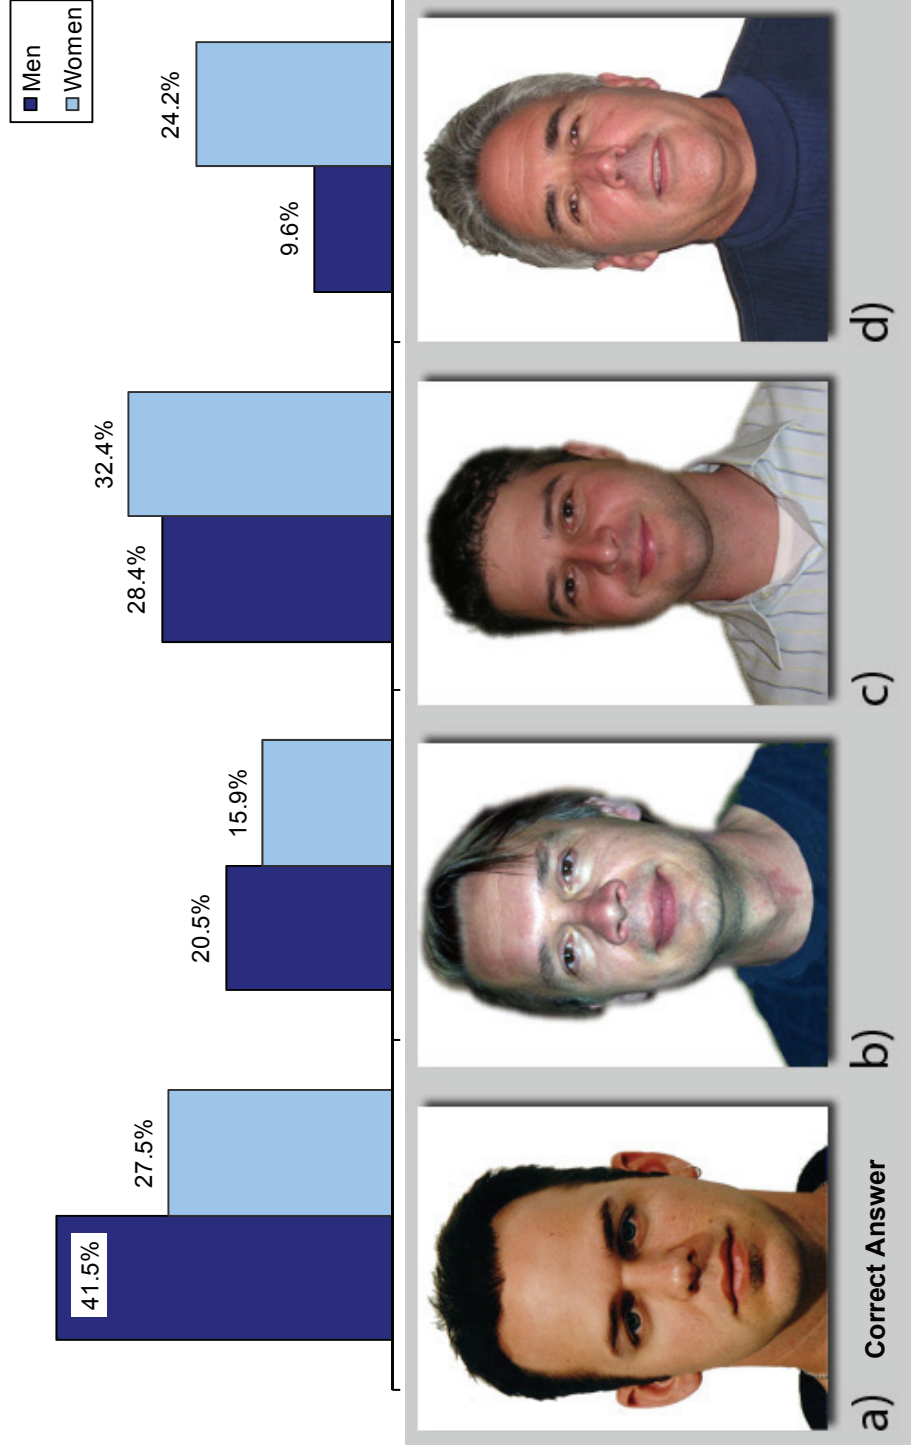 Men
Women
41.5%
27.5%
20.5%
15.9%
28.4%
32.4%
9.6%
24.2%
a) Correct Answer
b)
c)
d)